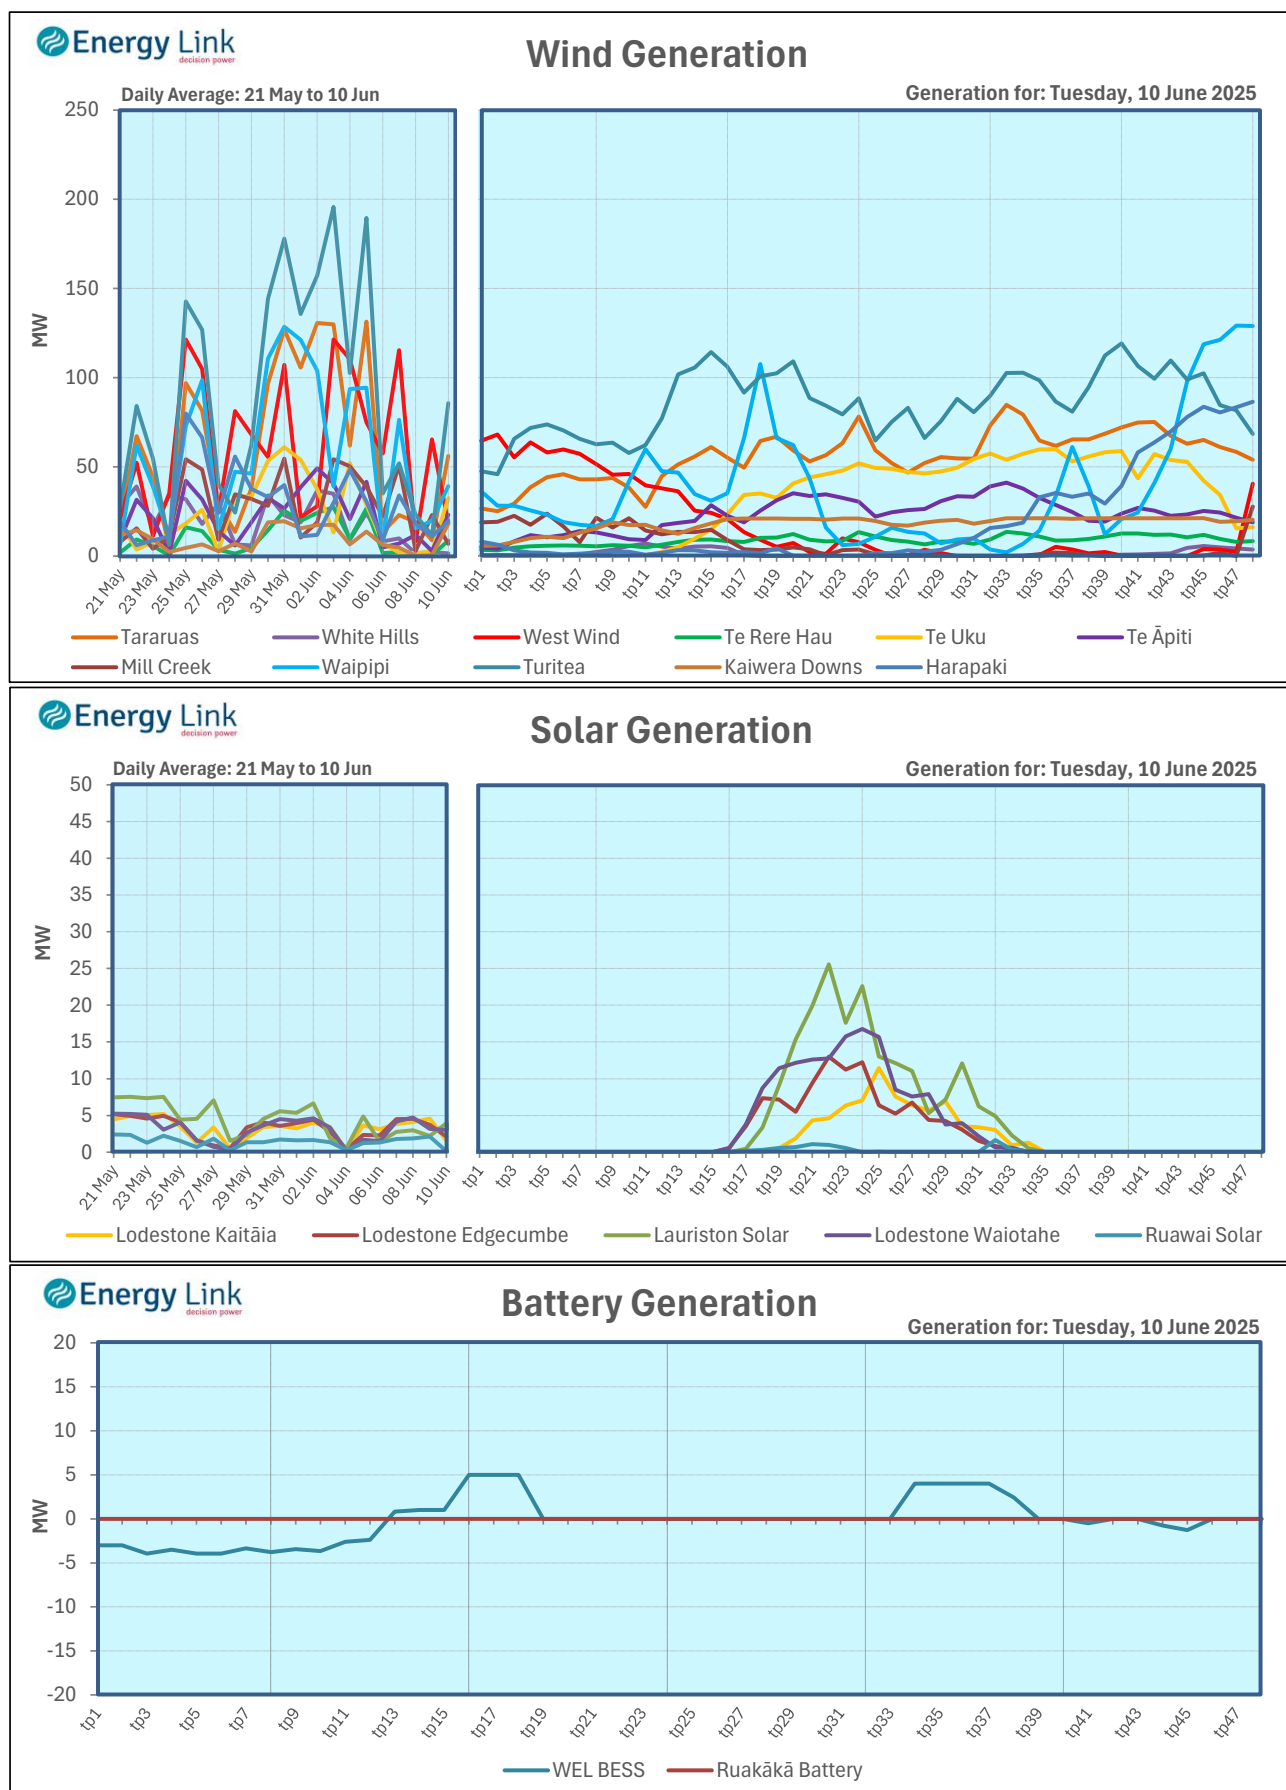 Energy Link
decision power
Wind Generation
Daily Average: 21 May to 10 Jun
Generation for: Tuesday, 10 June 2025
250
200
150
100
50
0
MW
21 May
23 May
25 May
27 May
29 May
31 May
02 Jun
04 Jun
06 Jun
08 Jun
10 Jun
tp1
tp3
tp5
tp7
tp9
tp11
tp13
tp15
tp17
tp19
tp21
tp23
tp25
tp27
tp29
tp31
tp33
tp35
tp37
tp39
tp41
tp43
tp45
tp47
Tararuas White Hills West Wind Te Rere Hau Te Uku Te Āpiti
Mill Creek Waipipi Turitea Kaiwera Downs Harapaki
Energy Link
decision power
Solar Generation
Daily Average: 21 May to 10 Jun
Generation for: Tuesday, 10 June 2025
50
45
40
35
30
25
20
15
10
5
0
MW
21 May
23 May
25 May
27 May
29 May
31 May
02 Jun
04 Jun
06 Jun
08 Jun
10 Jun
tp1
tp3
tp5
tp7
tp9
tp11
tp13
tp15
tp17
tp19
tp21
tp23
tp25
tp27
tp29
tp31
tp33
tp35
tp37
tp39
tp41
tp43
tp45
tp47
Lodestone Kaitāia Lodestone Edgecumbe Lauriston Solar Lodestone Waiotahe Ruawai Solar
Energy Link
decision power
Battery Generation
Generation for: Tuesday, 10 June 2025
20
15
10
5
0
-5
-10
-15
-20
MW
tp1
tp3
tp5
tp7
tp9
tp11
tp13
tp15
tp17
tp19
tp21
tp23
tp25
tp27
tp29
tp31
tp33
tp35
tp37
tp39
tp41
tp43
tp45
tp47
WEL BESS Ruakākā Battery